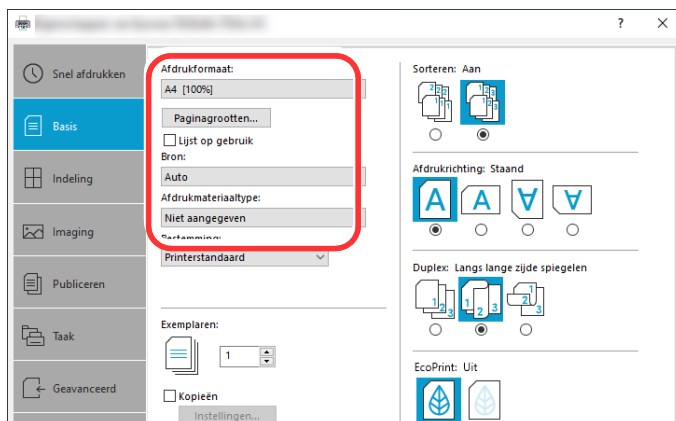 ?
Snel afdrukken
Basis
Indeling
Imaging
Publiceren
Taak
Geavanceerd
Afdrukformaat:
A4 [100%]
Paginagrootten...
Lijst op gebruik
Bron:
Auto
Afdrukmateriaaltype:
Niet aangegeven
Bestemming:
Printerstandaard
Exemplaren:
1
Kopieën
Instellingen...
Sorteren: Aan
Afdrukrichting: Staand
Duplex: Langs lange zijde spiegelen
EcoPrint: Uit